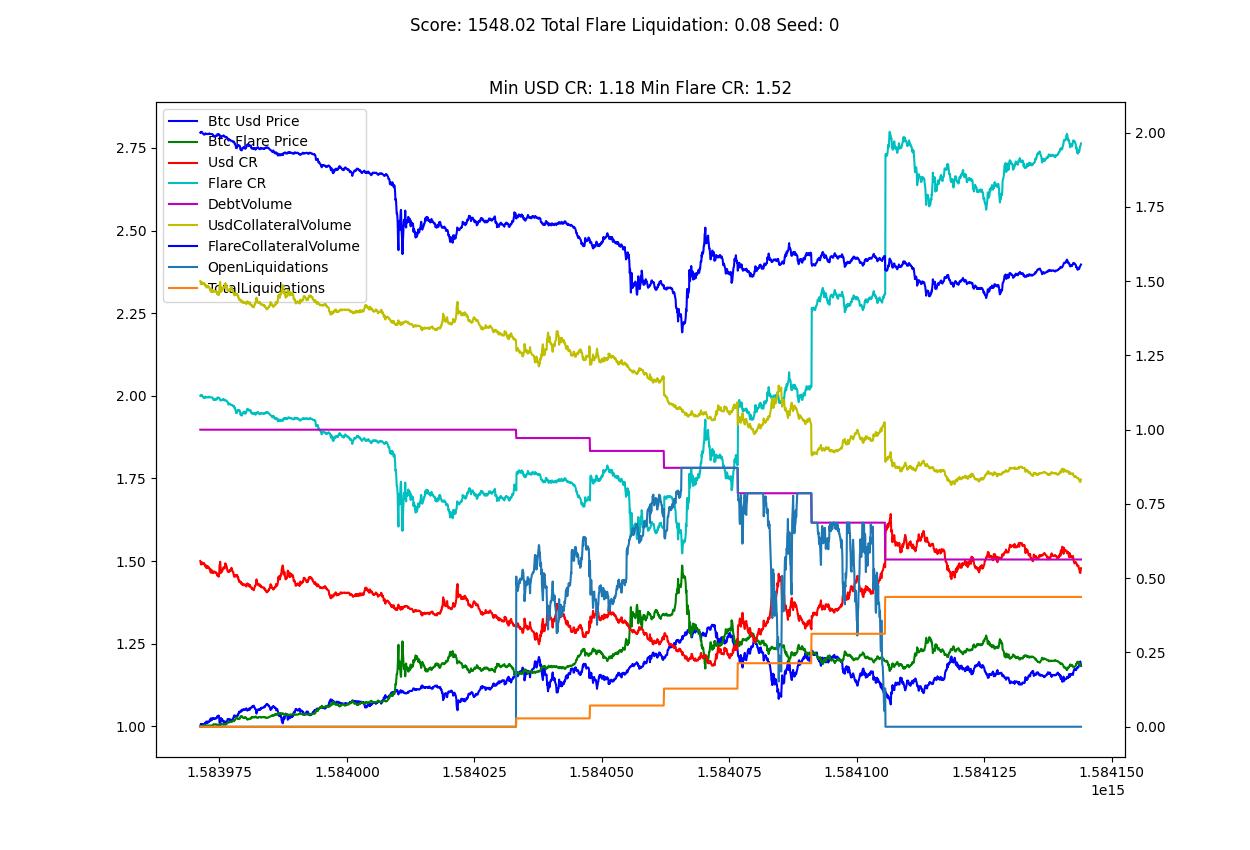 Score: 1548.02 Total Flare Liquidation: 0.08 Seed: 0
Min USD CR: 1.18 Min Flare CR: 1.52
Btc Usd Price
Btc Flare Price
Usd CR
Flare CR
DebtVolume
UsdCollateralVolume
FlareCollateralVolume
OpenLiquidations
TotalLiquidations
2.75
2.50
2.25
2.00
1.75
1.50
1.25
1.00
2.00
1.75
1.50
1.25
1.00
0.75
0.50
0.25
0.00
1.583975 1.584000 1.584025 1.584050 1.584075 1.584100 1.584125 1.584150
1e15